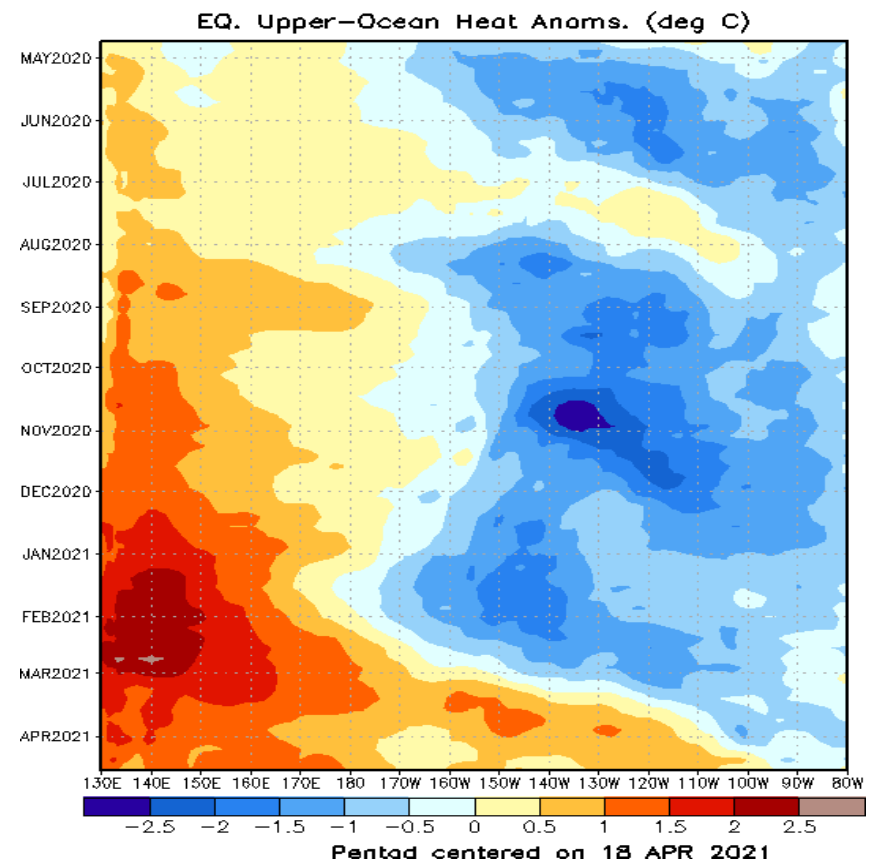 EQ. Upper-Ocean Heat Anoms. (deg C)
MAY2020
JUN2020
JUL2020
AUG2020
SEP2020
OCT2020
NOV2020
DEC2020
JAN2021
FEB2021
MAR2021
APR2021
130E 140E 150E 160E 170E 180 170W 160W 150W 140W 130W 120W 110W 100W 90W 80W
-2.5 -2 -1.5 -1 -0.5 0 0.5 1 1.5 2 2.5
Pentad centered on 18 APR 2021